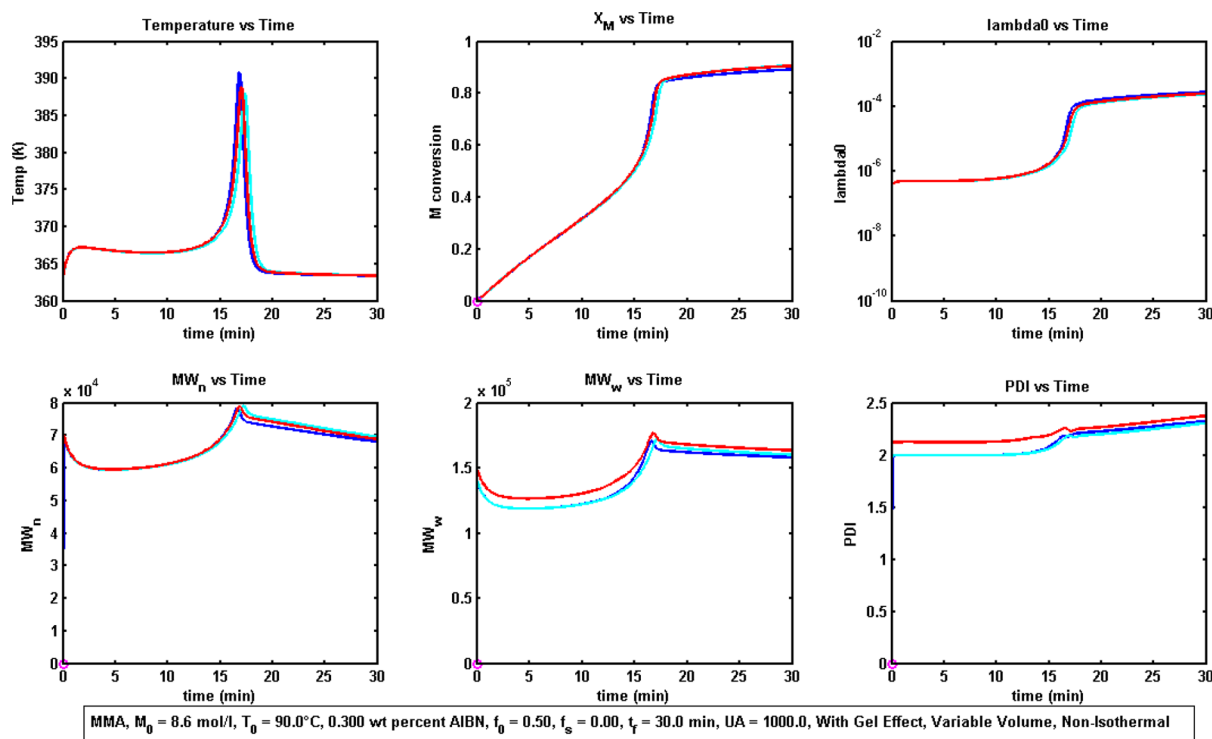 Temperature vs Time
395
390
385
380
375
370
365
360
Temp (K)
0 5 10 15 20 25 30
time (min)
X_M vs Time
1
0.8
0.6
0.4
0.2
0
M conversion
0 5 10 15 20 25 30
time (min)
lambda0 vs Time
10^-2
10^-4
10^-6
10^-8
10^-10
lambda0
0 5 10 15 20 25 30
time (min)
MW_n vs Time
x 10^4
8
7
6
5
4
3
2
1
0
MW_n
0 5 10 15 20 25 30
time (min)
MW_w vs Time
x 10^5
2
1.5
1
0.5
0
MW_w
0 5 10 15 20 25 30
time (min)
PDI vs Time
2.5
2
1.5
1
0.5
0
PDI
0 5 10 15 20 25 30
time (min)
MMA, M_0 = 8.6 mol/l, T_0 = 90.0°C, 0.300 wt percent AIBN, f_0 = 0.50, f_s = 0.00, t_f = 30.0 min, UA = 1000.0, With Gel Effect, Variable Volume, Non-Isothermal